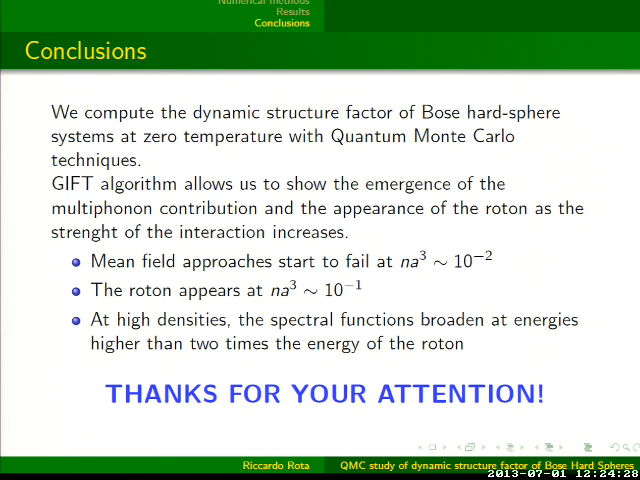 Numerical methods
Results
Conclusions
Conclusions
We compute the dynamic structure factor of Bose hard-sphere
systems at zero temperature with Quantum Monte Carlo
techniques.
GIFT algorithm allows us to show the emergence of the
multiphonon contribution and the appearance of the roton as the
strenght of the interaction increases.
Mean field approaches start to fail at na³ ∼ 10⁻²
The roton appears at na³ ∼ 10⁻¹
At high densities, the spectral functions broaden at energies
higher than two times the energy of the roton
THANKS FOR YOUR ATTENTION!
Riccardo Rota QMC study of dynamic structure factor of Bose Hard Spheres
2013-07-01 12:24:28